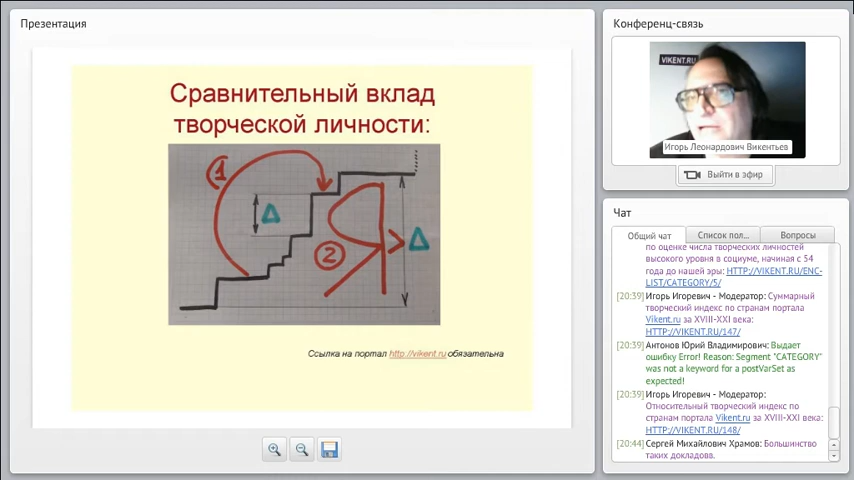 Презентация
Сравнительный вклад
творческой личности:
1
Δ
2
Я
> Δ
Ссылка на портал http://vikent.ru обязательна
Конференц-связь
VIKENT.RU
Игорь Леонардович Викентьев
Выйти в эфир
Чат
Общий чат
Список пол...
Вопросы
по оценке числа творческих личностей
высокого уровня в социуме, начиная с 54
года до нашей эры: HTTP://VIKENT.RU/ENC-
LIST/CATEGORY/5/
[20:39] Игорь Игоревич - Модератор: Суммарный
творческий индекс по странам портала
Vikent.ru за XVIII-XXI века:
HTTP://VIKENT.RU/147/
[20:39] Антонов Юрий Владимирович: Выдает
ошибку Error! Reason: Segment "CATEGORY"
was not a keyword for a postVarSet as
expected!
[20:39] Игорь Игоревич - Модератор:
Относительный творческий индекс по
странам портала Vikent.ru за XVIII-XXI века:
HTTP://VIKENT.RU/148/
[20:44] Сергей Михайлович Храмов: Большинство
таких докладовв.